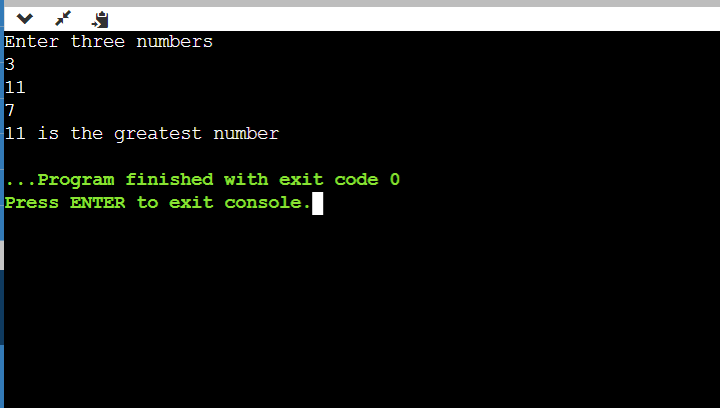 Enter three numbers
3
11
7
11 is the greatest number
...Program finished with exit code 0
Press ENTER to exit console.